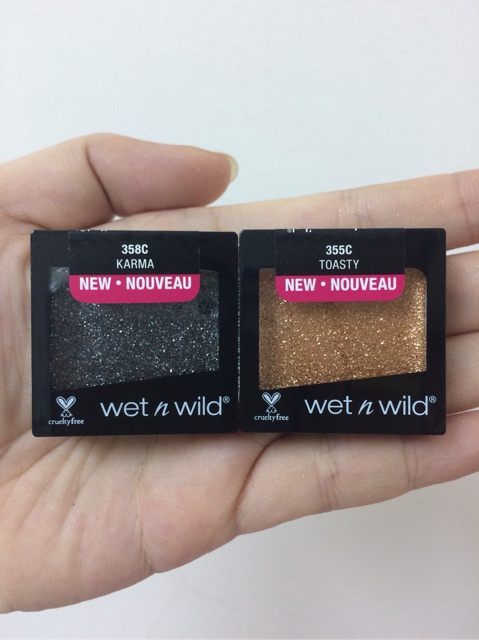 358C
KARMA
NEW • NOUVEAU
crueltyfree
wet n wild®
355C
TOASTY
NEW • NOUVEAU
crueltyfree
wet n wild®